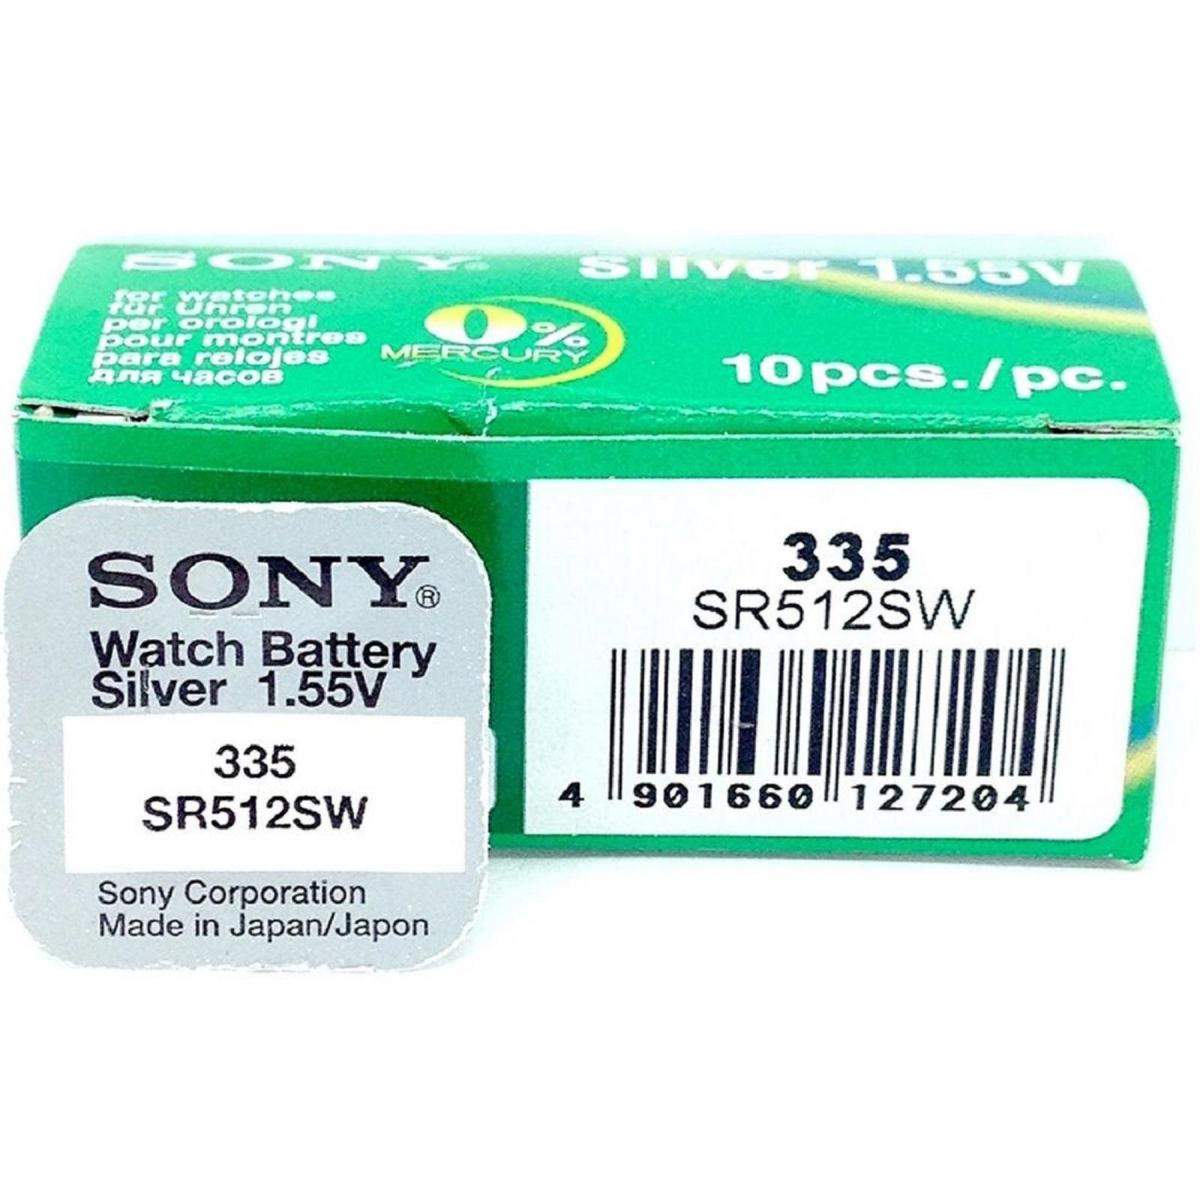 SONY
Silver 1.55V
for watches
für Uhren
per orologi
pour montres
para relojes
для часов
0%
MERCURY
10pcs./pc.
335
SR512SW
4 901660 127204
SONY®
Watch Battery
Silver 1.55V
335
SR512SW
Sony Corporation
Made in Japan/Japon